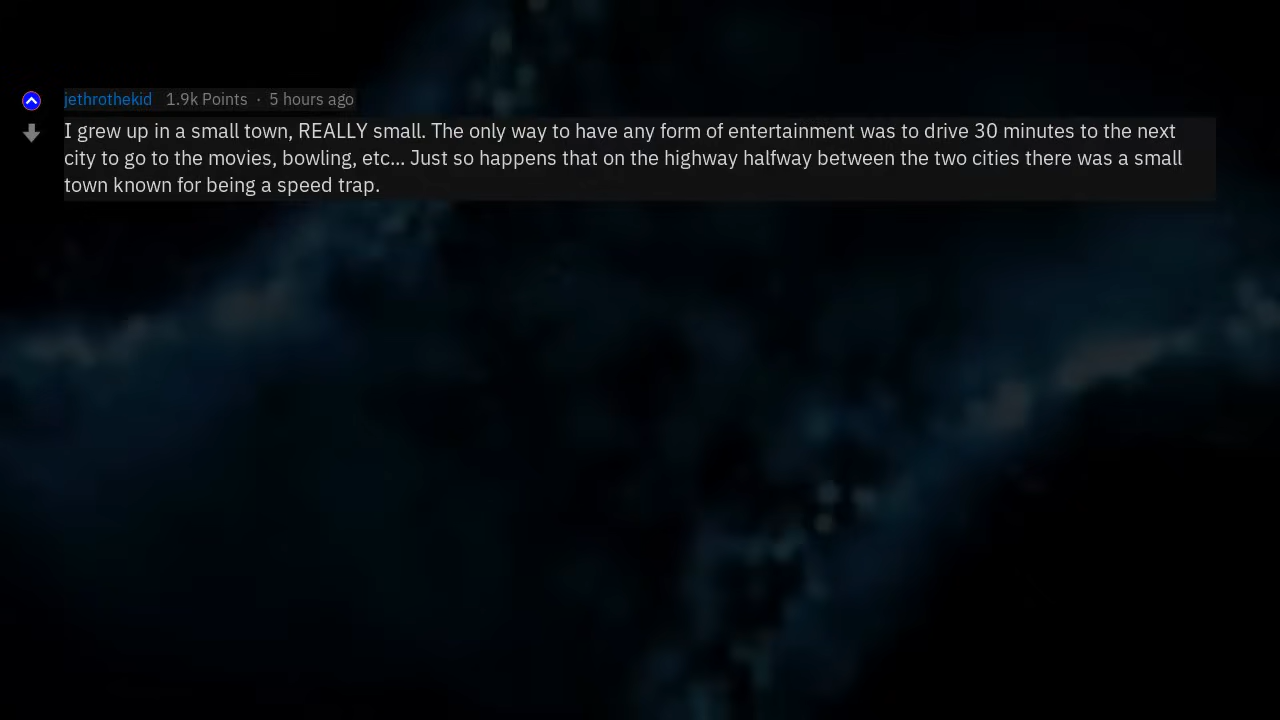 jethrothekid 1.9k Points · 5 hours ago
I grew up in a small town, REALLY small. The only way to have any form of entertainment was to drive 30 minutes to the next
city to go to the movies, bowling, etc... Just so happens that on the highway halfway between the two cities there was a small
town known for being a speed trap.